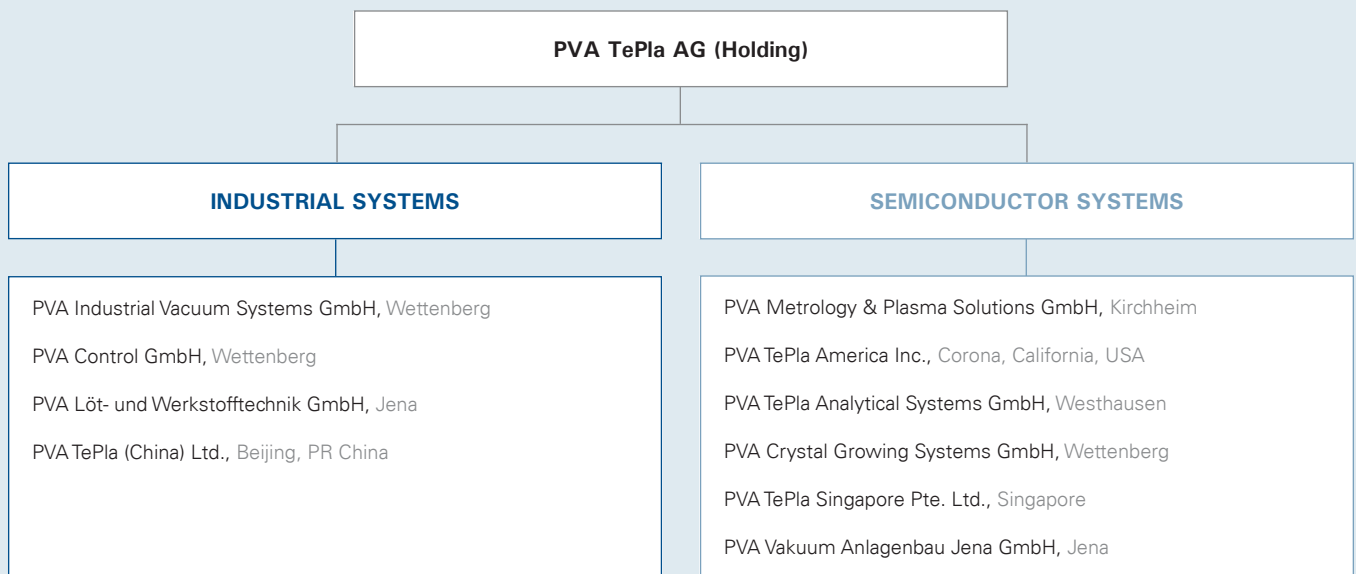 PVA TePla AG (Holding)
INDUSTRIAL SYSTEMS
PVA Industrial Vacuum Systems GmbH, Wettenberg
PVA Control GmbH, Wettenberg
PVA Löt- und Werkstofftechnik GmbH, Jena
PVA TePla (China) Ltd., Beijing, PR China
SEMICONDUCTOR SYSTEMS
PVA Metrology & Plasma Solutions GmbH, Kirchheim
PVA TePla America Inc., Corona, California, USA
PVA TePla Analytical Systems GmbH, Westhausen
PVA Crystal Growing Systems GmbH, Wettenberg
PVA TePla Singapore Pte. Ltd., Singapore
PVA Vakuum Anlagenbau Jena GmbH, Jena